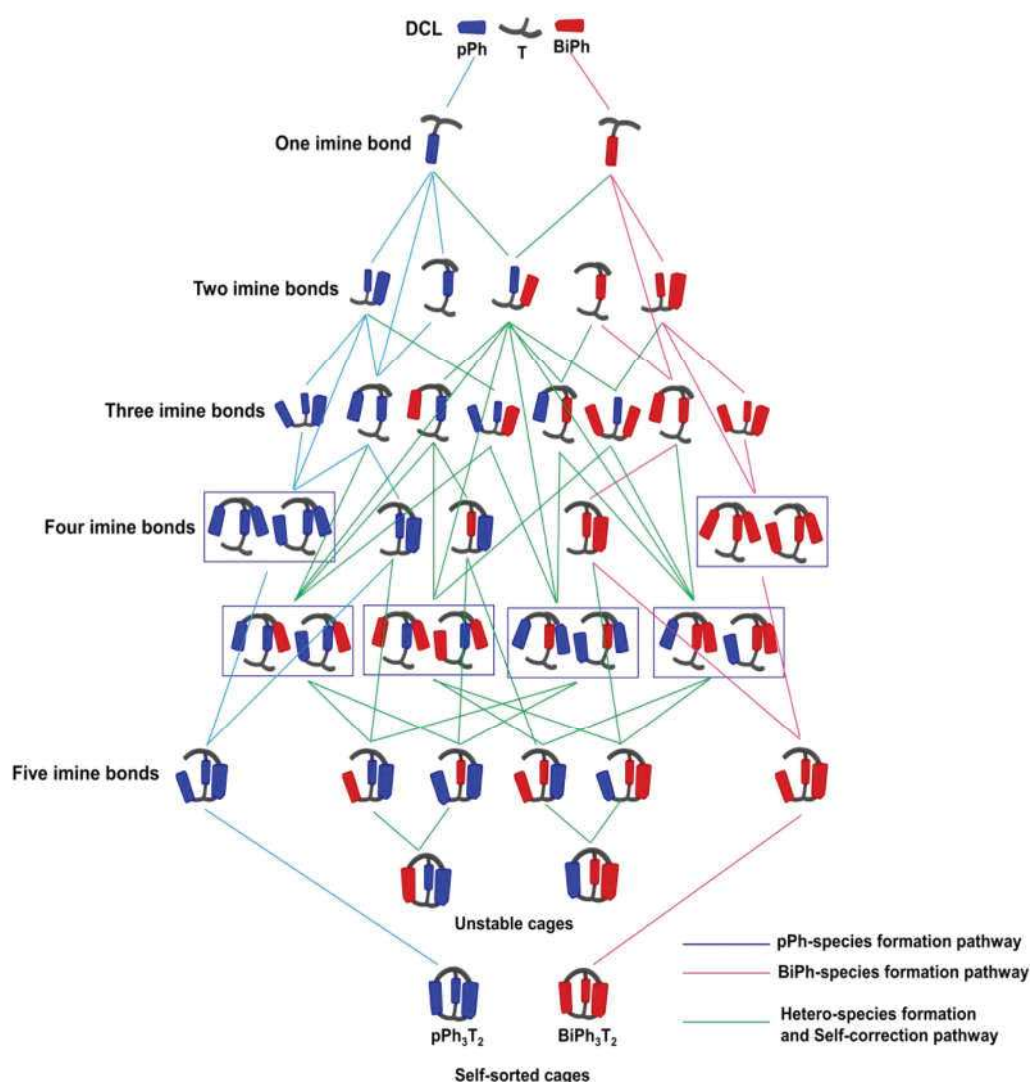 DCL
pPh
T
BiPh
One imine bond
Two imine bonds
Three imine bonds
Four imine bonds
Five imine bonds
Unstable cages
pPh-species formation pathway
BiPh-species formation pathway
Hetero-species formation
and Self-correction pathway
pPh₃T₂
BiPh₃T₂
Self-sorted cages